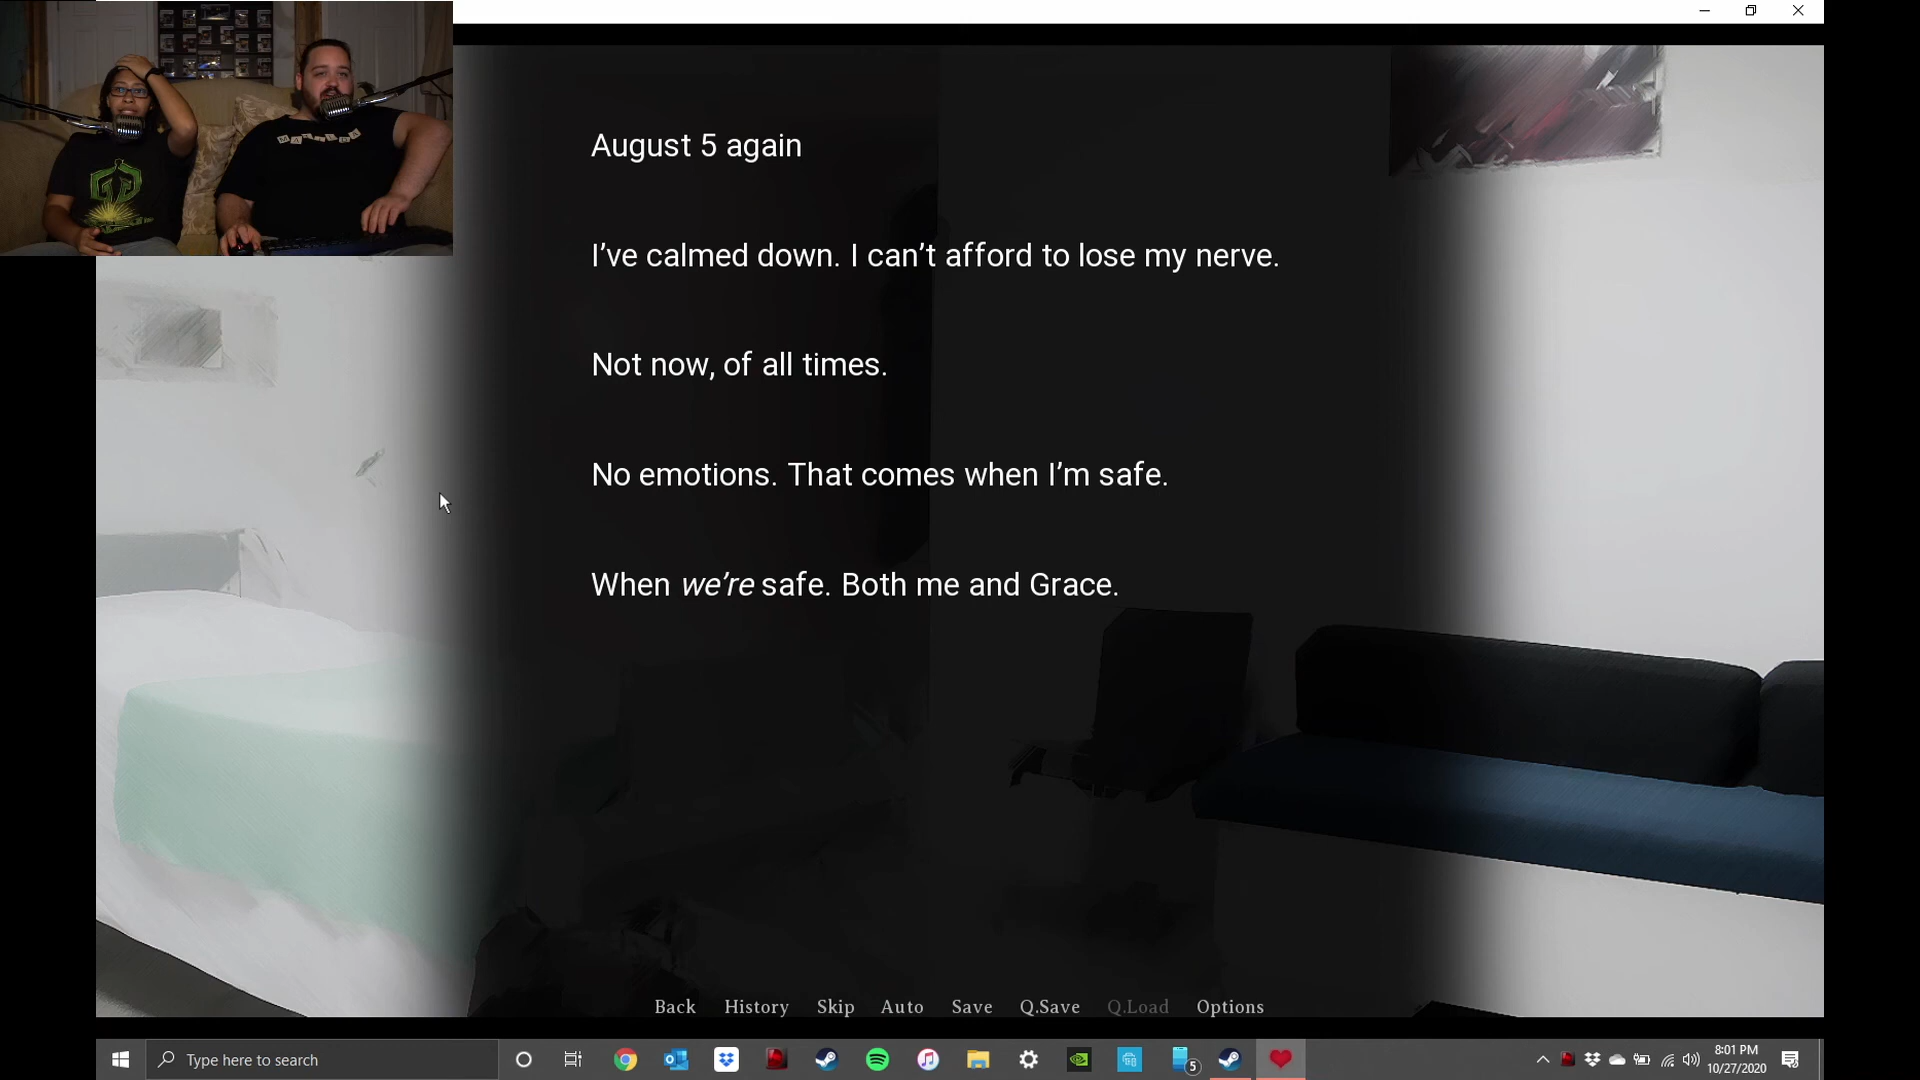 August 5 again
I've calmed down. I can't afford to lose my nerve.
Not now, of all times.
No emotions. That comes when I'm safe.
When we're safe. Both me and Grace.
Back History Skip Auto Save Q.Save Q.Load Options
Type here to search
5
8:01 PM
10/27/2020